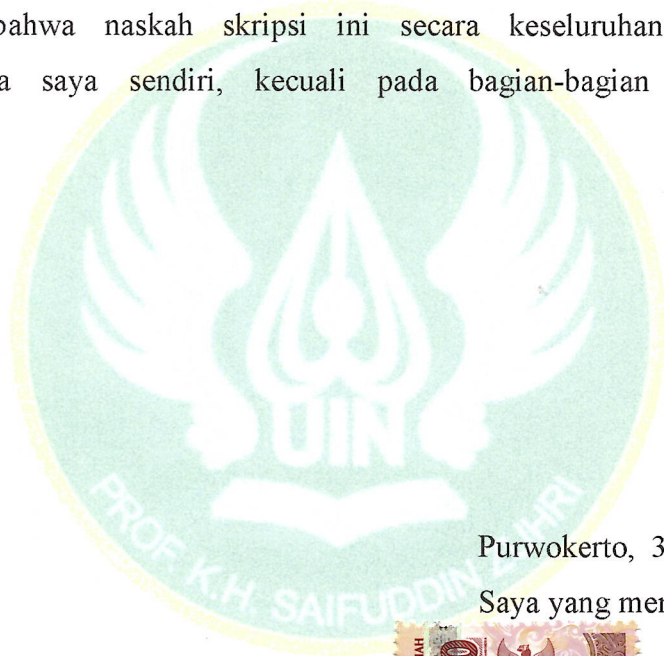 bahwa naskah skripsi ini secara keseluruhan
saya sendiri, kecuali pada bagian-bagian
UIN
PROF. K.H. SAIFUDDIN ZUHRI
Purwokerto, 3
Saya yang